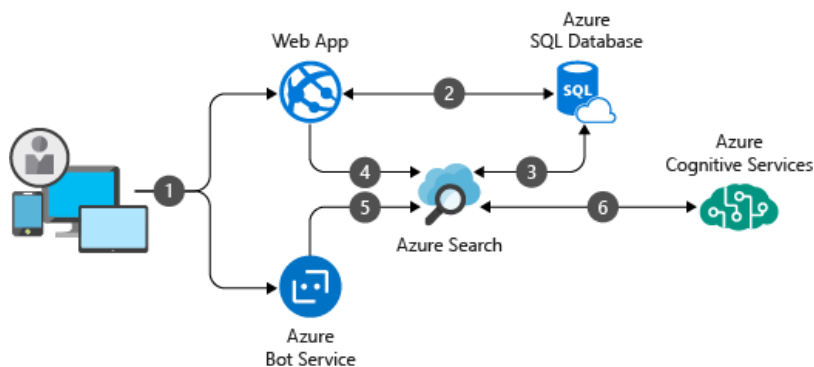 Web App
Azure
SQL Database
SQL
2
1
4
3
Azure
Cognitive Services
5
6
Azure Search
Azure
Bot Service